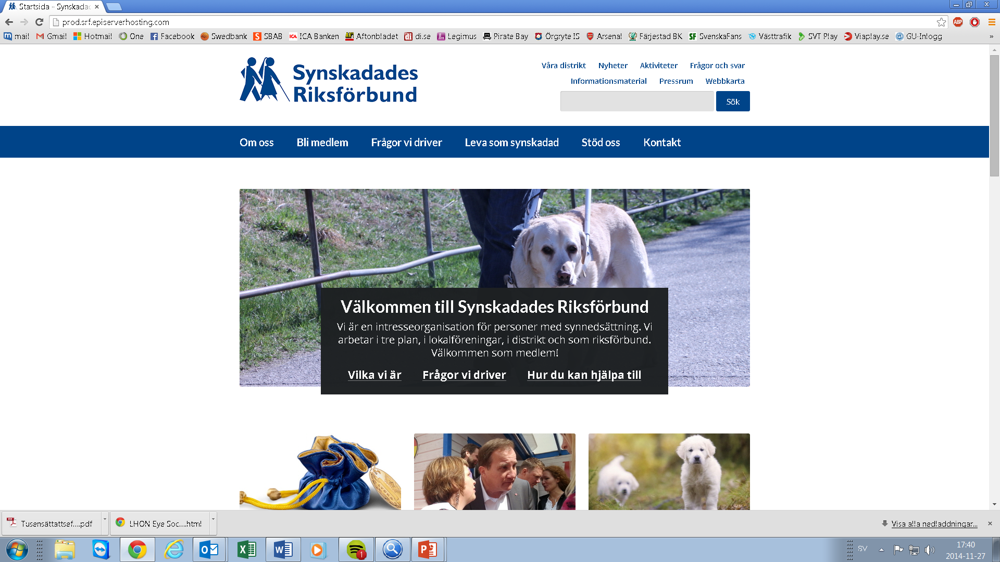 Startsida - Synskada
prod.srf.episerverhosting.com
mail Gmail Hotmail One Facebook Swedbank SBAB ICA Banken Aftonbladet di.se Legimus Pirate Bay Örgryte IS Arsenal Färjestad BK SvenskaFans Västtrafik SVT Play Viaplay.se GU-Inlogg »
Synskadades
Riksförbund
Våra distrikt Nyheter Aktiviteter Frågor och svar
Informationsmaterial Pressrum Webbkarta
Sök
Om oss Bli medlem Frågor vi driver Leva som synskadad Stöd oss Kontakt
Välkommen till Synskadades Riksförbund
Vi är en intresseorganisation för personer med synnedsättning. Vi
arbetar i tre plan, i lokalföreningar, i distrikt och som riksförbund.
Välkommen som medlem!
Vilka vi är Frågor vi driver Hur du kan hjälpa till
Tusensättattsef....pdf LHON Eye Soc....html Visa alla nedladdningar...
SV 17:40
2014-11-27